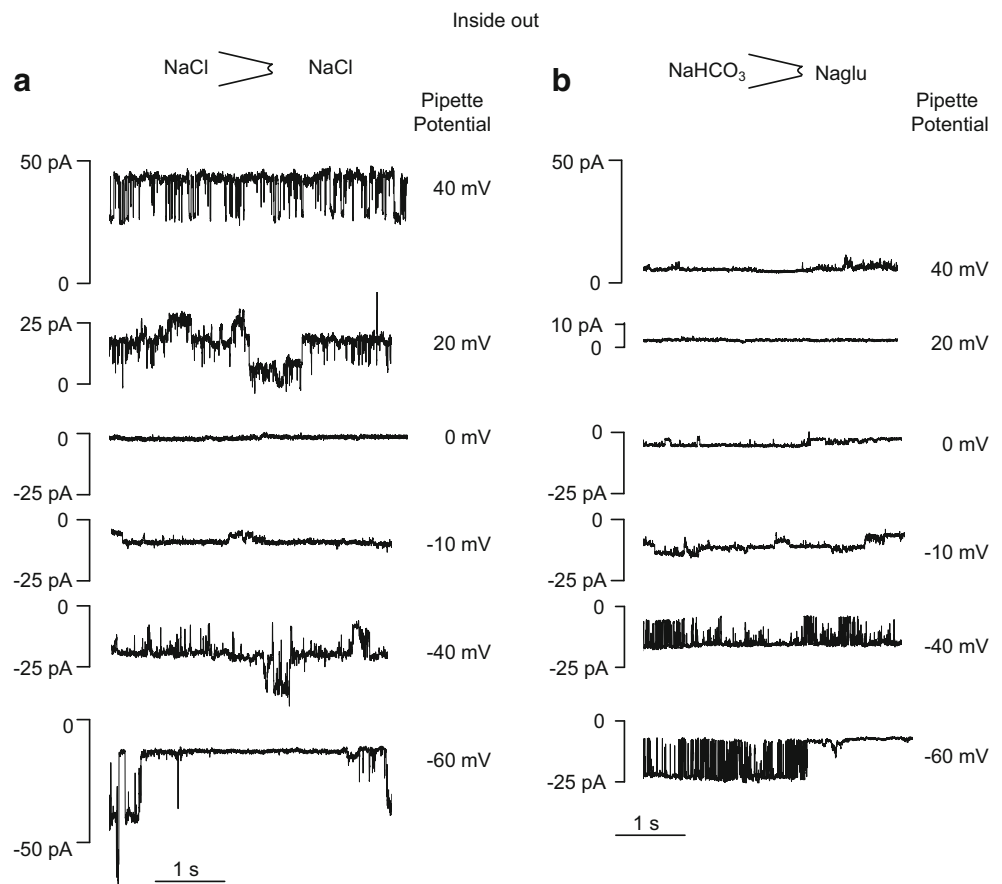 Inside out
a
NaCl NaCl
Pipette
Potential
50 pA
0
40 mV
25 pA
0
20 mV
0
-25 pA
0 mV
0
-25 pA
-10 mV
0
-25 pA
-40 mV
0
-50 pA
-60 mV
1 s
b
NaHCO3 Naglu
Pipette
Potential
50 pA
0
40 mV
10 pA
0
20 mV
0
-25 pA
0 mV
0
-25 pA
-10 mV
0
-25 pA
-40 mV
0
-25 pA
-60 mV
1 s